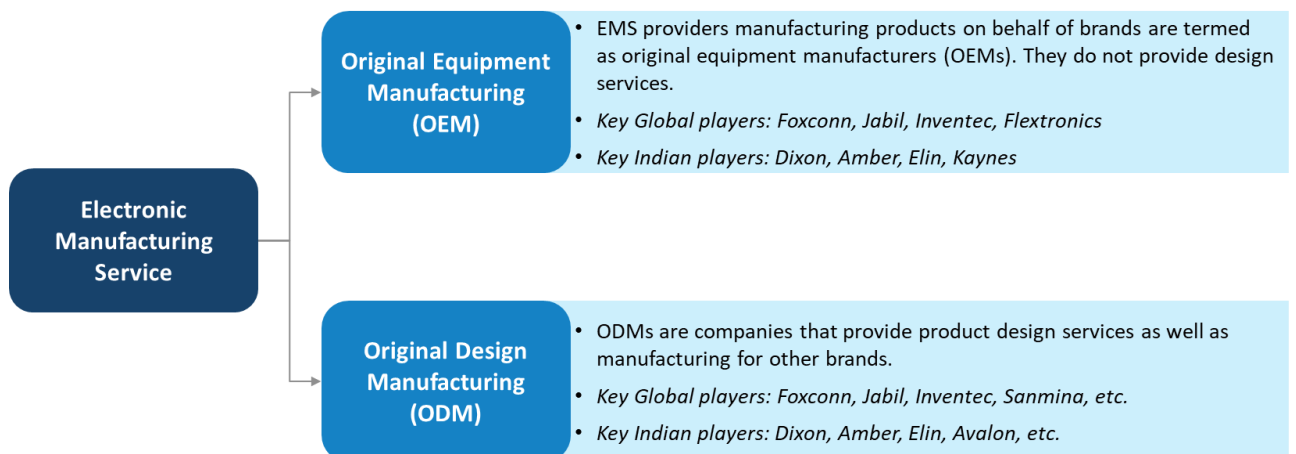 Electronic
Manufacturing
Service
Original Equipment
Manufacturing
(OEM)
• EMS providers manufacturing products on behalf of brands are termed
as original equipment manufacturers (OEMs). They do not provide design
services.
• Key Global players: Foxconn, Jabil, Inventec, Flextronics
• Key Indian players: Dixon, Amber, Elin, Kaynes
Original Design
Manufacturing
(ODM)
• ODMs are companies that provide product design services as well as
manufacturing for other brands.
• Key Global players: Foxconn, Jabil, Inventec, Sanmina, etc.
• Key Indian players: Dixon, Amber, Elin, Avalon, etc.